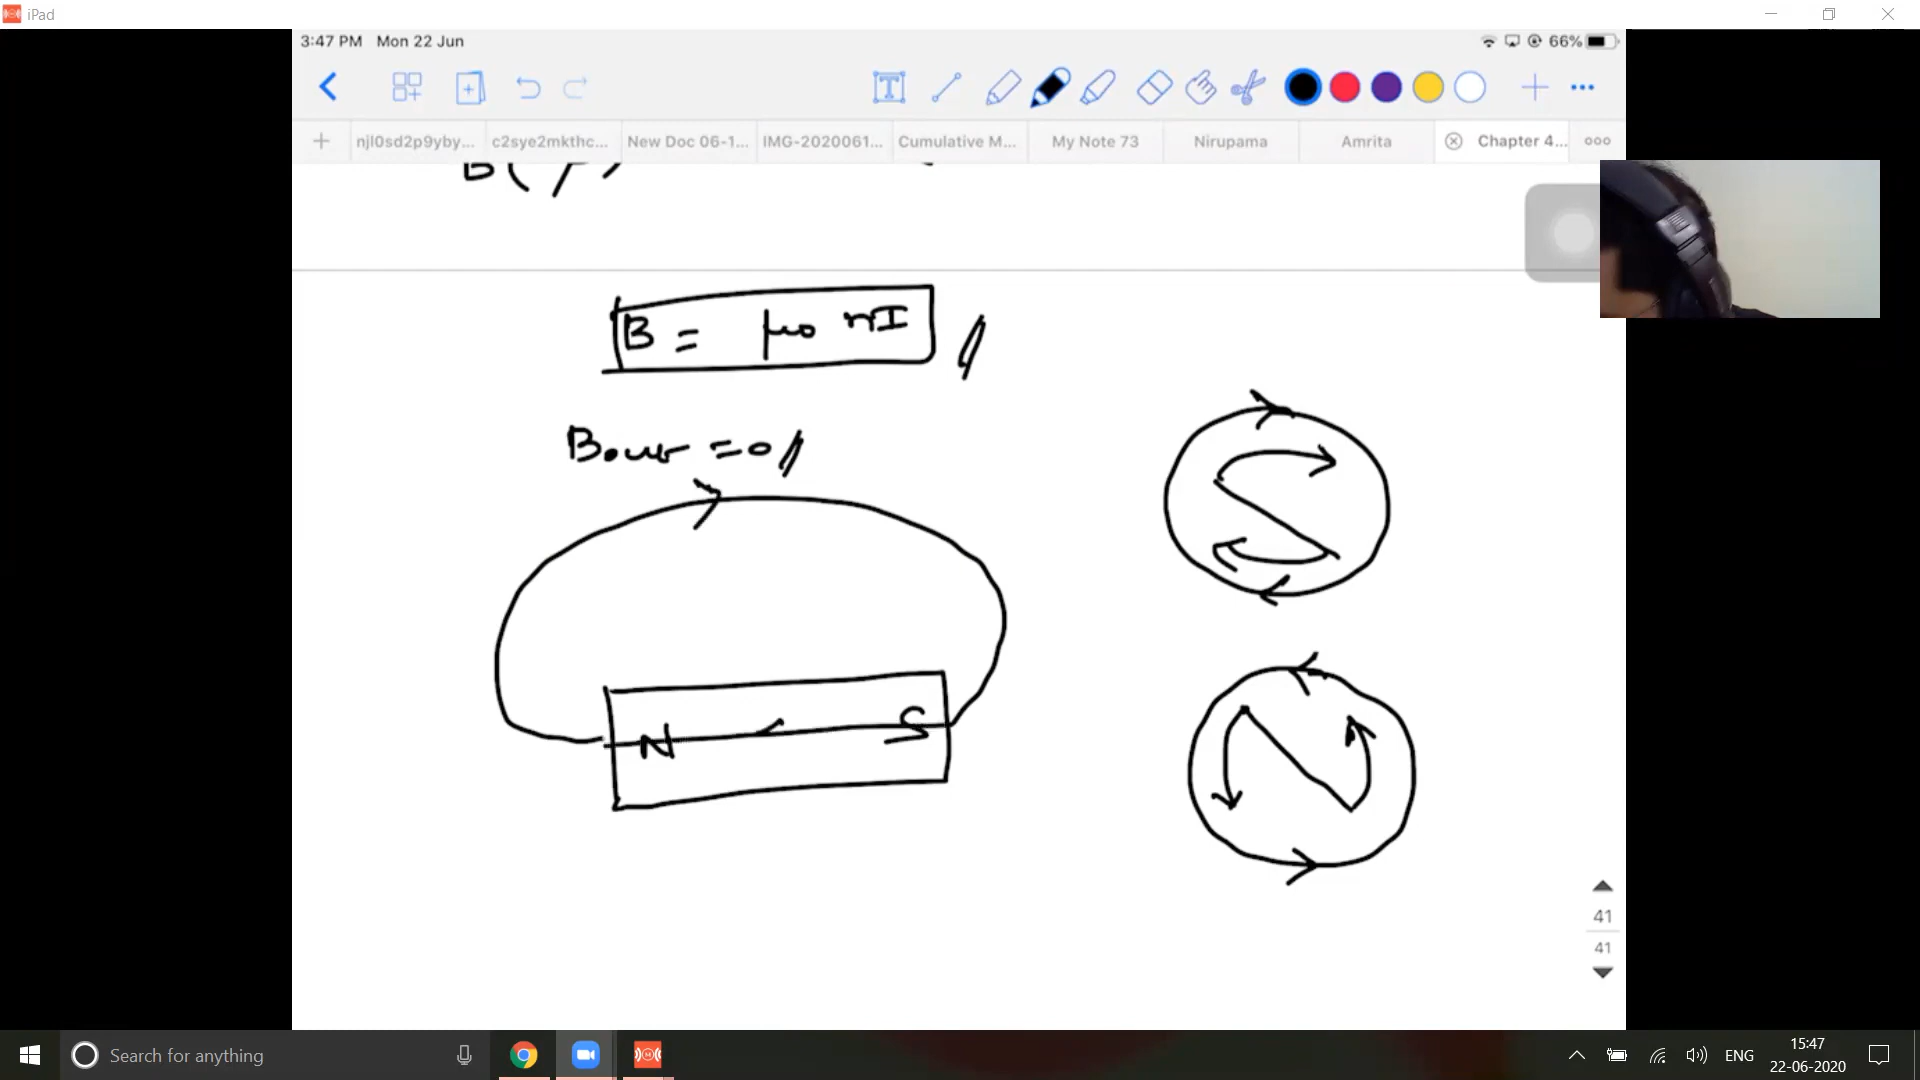 iPad
3:47 PM Mon 22 Jun
66%
njl0sd2p9yby... c2sye2mkthc... New Doc 06-1... IMG-2020061... Cumulative M... My Note 73 Nirupama Amrita Chapter 4...
B = μ0 nI
Bout = 0
N S
S
N
41
41
Search for anything
ENG
15:47
22-06-2020